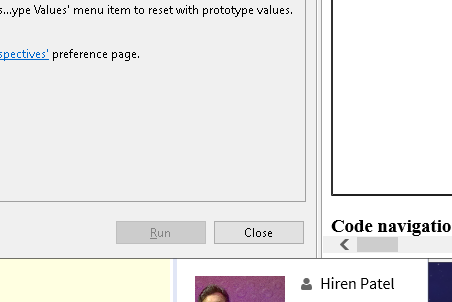 s...ype Values' menu item to reset with prototype values.
spectives' preference page.
Run
Close
Code navigatio
Hiren Patel